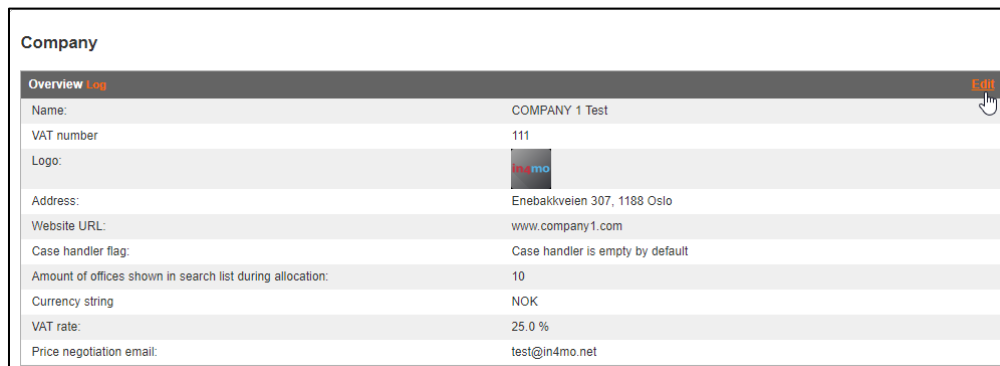 Company
Overview Log Edit
Name: COMPANY 1 Test
VAT number 111
Logo: in4mo
Address: Enebakkveien 307, 1188 Oslo
Website URL: www.company1.com
Case handler flag: Case handler is empty by default
Amount of offices shown in search list during allocation: 10
Currency string NOK
VAT rate: 25.0 %
Price negotiation email: test@in4mo.net